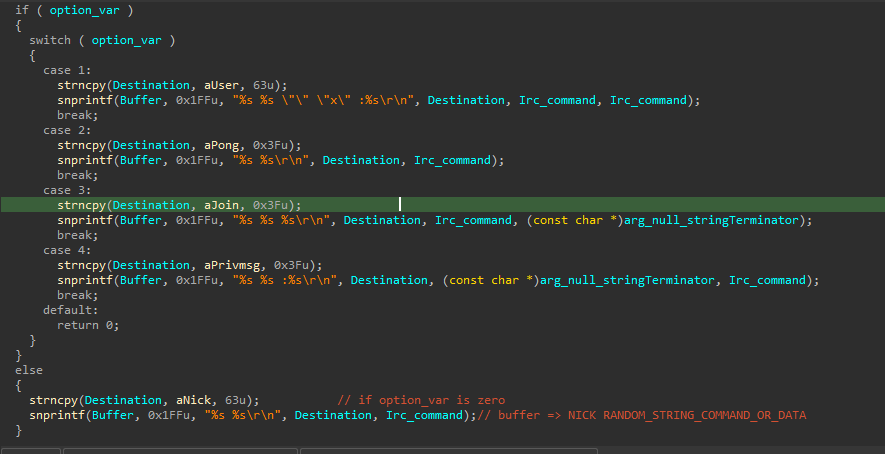 if ( option_var )
{
  switch ( option_var )
  {
    case 1:
      strncpy(Destination, aUser, 63u);
      snprintf(Buffer, 0x1FFu, "%s %s \"\" \"x\" :%s\r\n", Destination, Irc_command, Irc_command);
      break;
    case 2:
      strncpy(Destination, aPong, 0x3Fu);
      snprintf(Buffer, 0x1FFu, "%s %s\r\n", Destination, Irc_command);
      break;
    case 3:
      strncpy(Destination, aJoin, 0x3Fu);
      snprintf(Buffer, 0x1FFu, "%s %s %s\r\n", Destination, Irc_command, (const char *)arg_null_stringTerminator);
      break;
    case 4:
      strncpy(Destination, aPrivmsg, 0x3Fu);
      snprintf(Buffer, 0x1FFu, "%s %s :%s\r\n", Destination, (const char *)arg_null_stringTerminator, Irc_command);
      break;
    default:
      return 0;
  }
}
else
{
  strncpy(Destination, aNick, 63u);           // if option_var is zero
  snprintf(Buffer, 0x1FFu, "%s %s\r\n", Destination, Irc_command);// buffer => NICK RANDOM_STRING_COMMAND_OR_DATA
}